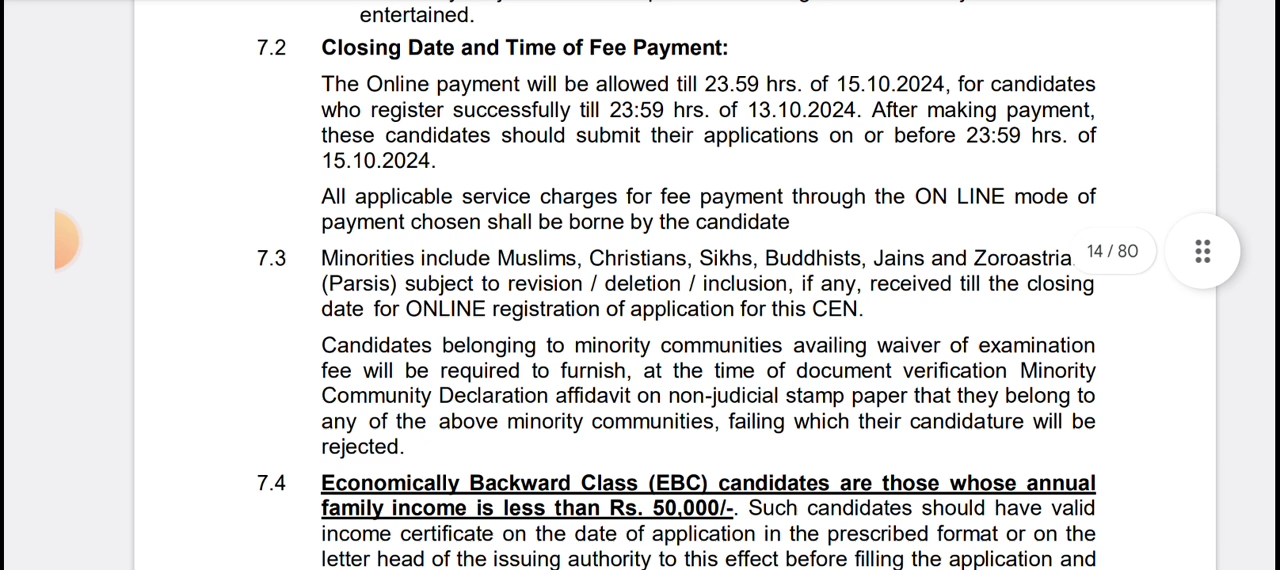 entertained.
7.2 Closing Date and Time of Fee Payment:
The Online payment will be allowed till 23.59 hrs. of 15.10.2024, for candidates
who register successfully till 23:59 hrs. of 13.10.2024. After making payment,
these candidates should submit their applications on or before 23:59 hrs. of
15.10.2024.
All applicable service charges for fee payment through the ON LINE mode of
payment chosen shall be borne by the candidate
7.3 Minorities include Muslims, Christians, Sikhs, Buddhists, Jains and Zoroastria
14 / 80
(Parsis) subject to revision / deletion / inclusion, if any, received till the closing
date for ONLINE registration of application for this CEN.
Candidates belonging to minority communities availing waiver of examination
fee will be required to furnish, at the time of document verification Minority
Community Declaration affidavit on non-judicial stamp paper that they belong to
any of the above minority communities, failing which their candidature will be
rejected.
7.4 Economically Backward Class (EBC) candidates are those whose annual
family income is less than Rs. 50,000/-. Such candidates should have valid
income certificate on the date of application in the prescribed format or on the
letter head of the issuing authority to this effect before filling the application and